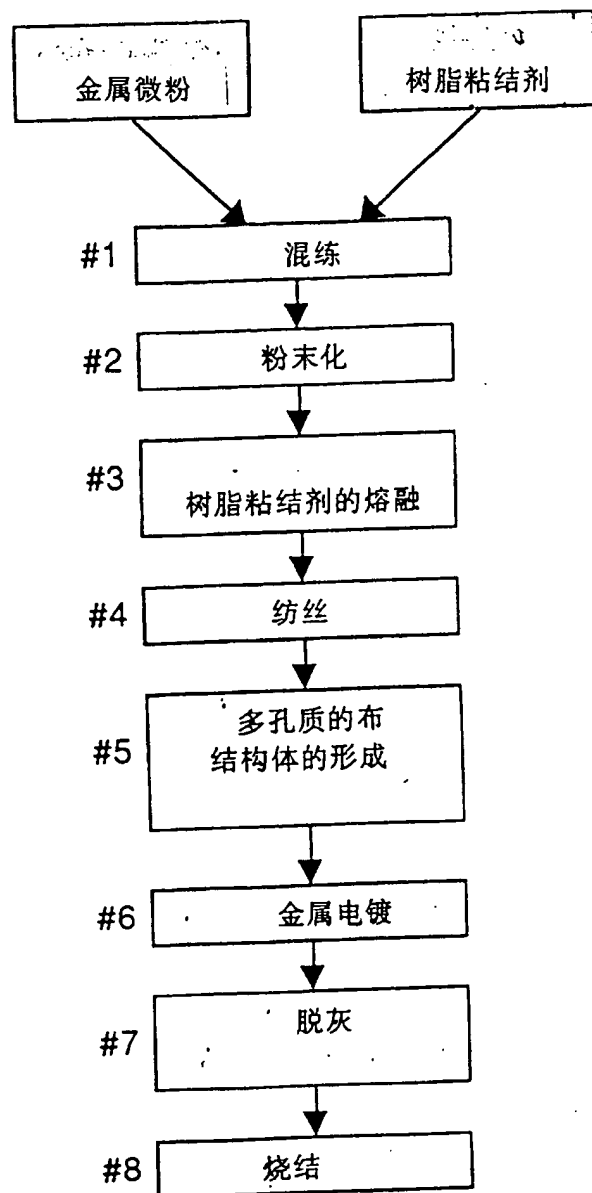 金属微粉
树脂粘结剂
#1 混练
#2 粉末化
#3 树脂粘结剂的熔融
#4 纺丝
#5 多孔质的布
结构体的形成
#6 金属电镀
#7 脱灰
#8 烧结